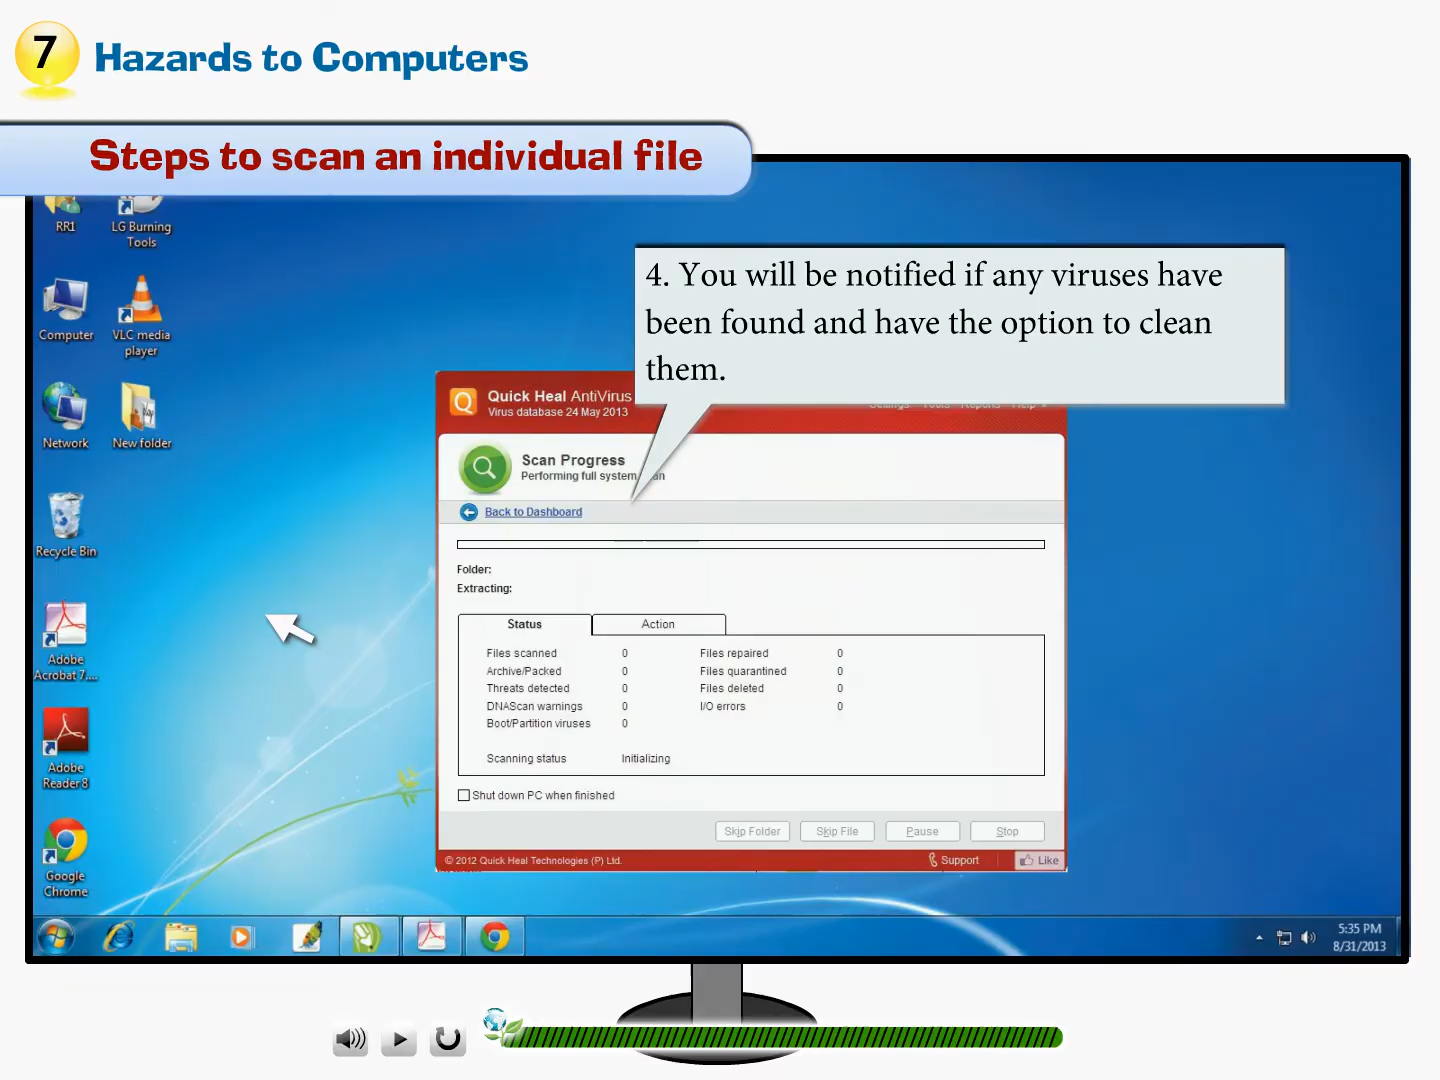 7
Hazards to Computers
Steps to scan an individual file
RR1
LG Burning
Tools
Computer
VLC media
player
Network
New folder
Recycle Bin
Adobe
Acrobat 7....
Adobe
Reader 8
Google
Chrome
4. You will be notified if any viruses have
been found and have the option to clean
them.
Quick Heal AntiVirus
Virus database 24 May 2013
Settings Tools Reports Help
Scan Progress
Performing full system
Back to Dashboard
Folder:
Extracting:
Status Action
Files scanned 0 Files repaired 0
Archive/Packed 0 Files quarantined 0
Threats detected 0 Files deleted 0
DNAScan warnings 0 I/O errors 0
Boot/Partition viruses 0
Scanning status Initializing
Shut down PC when finished
Skip Folder Skip File Pause Stop
© 2012 Quick Heal Technologies (P) Ltd. Support Like
5:35 PM
8/31/2013